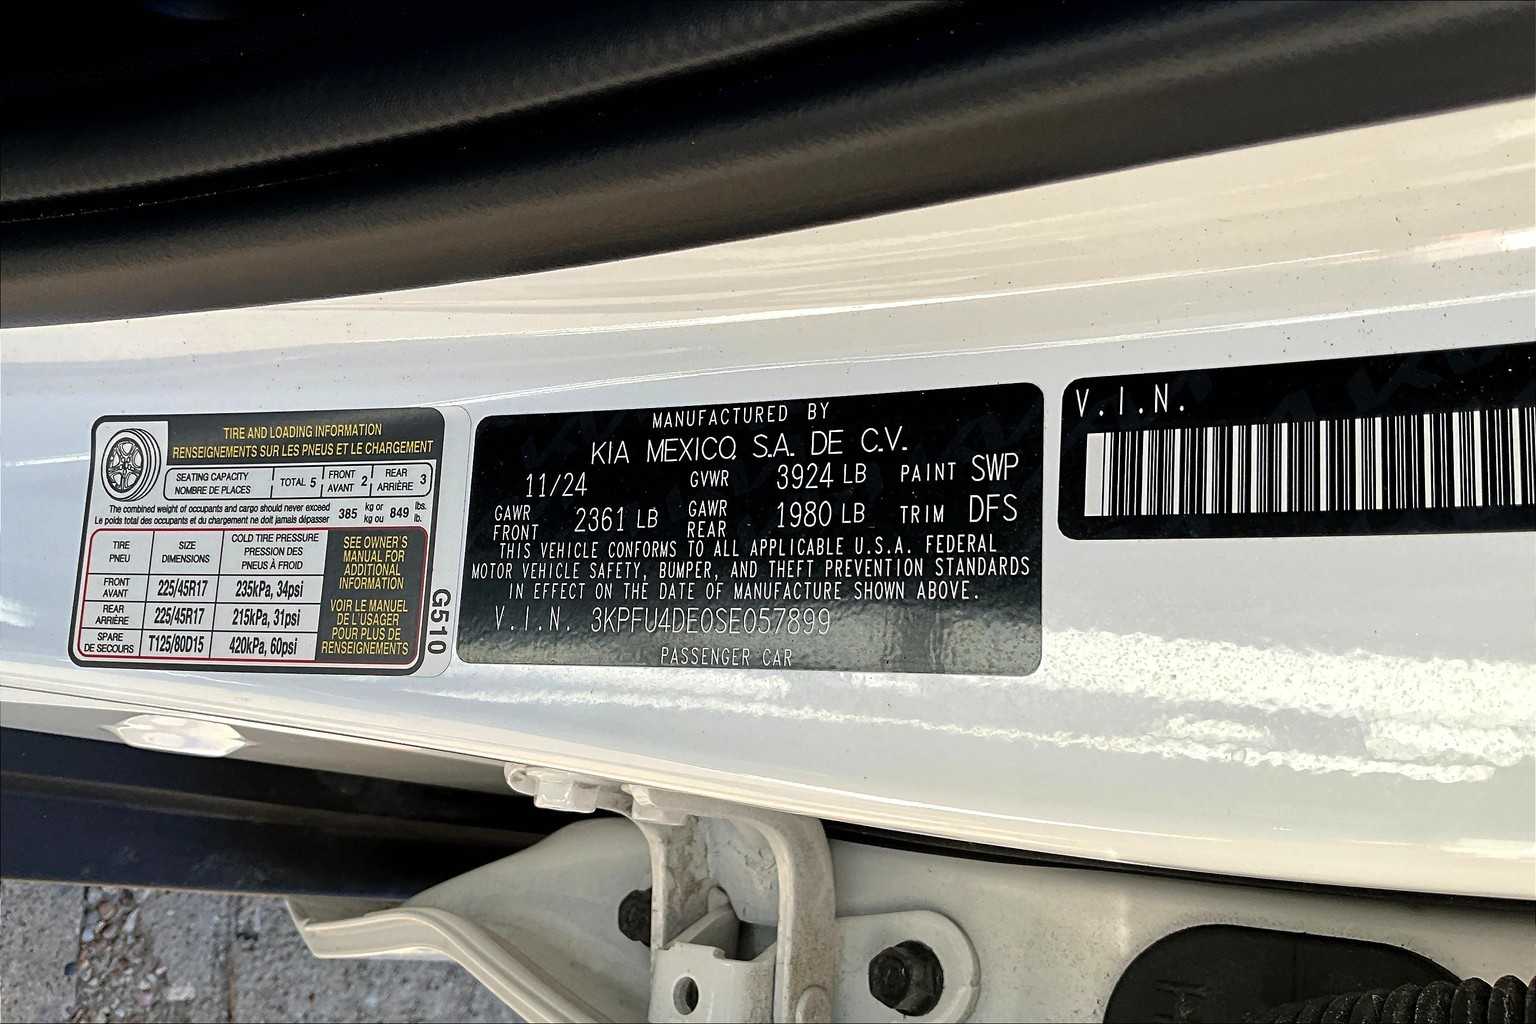 TIRE AND LOADING INFORMATION
RENSEIGNEMENTS SUR LES PNEUS ET LE CHARGEMENT
SEATING CAPACITY
NOMBRE DE PLACES
TOTAL 5
FRONT
AVANT 2
REAR
ARRIÈRE 3
The combined weight of occupants and cargo should never exceed
Le poids total des occupants et du chargement ne doit jamais dépasser
385 kg or
kg ou 849 lbs.
lb.
TIRE
PNEU
SIZE
DIMENSIONS
COLD TIRE PRESSURE
PRESSION DES
PNEUS À FROID
FRONT
AVANT
225/45R17
235kPa, 34psi
REAR
ARRIÈRE
225/45R17
215kPa, 31psi
SPARE
DE SECOURS
T125/80D15
420kPa, 60psi
SEE OWNER'S
MANUAL FOR
ADDITIONAL
INFORMATION
VOIR LE MANUEL
DE L'USAGER
POUR PLUS DE
RENSEIGNEMENTS
G510
MANUFACTURED BY
KIA MEXICO, S.A. DE C.V.
11/24 GVWR 3924 LB PAINT SWP
GAWR
FRONT 2361 LB GAWR
REAR 1980 LB TRIM DFS
THIS VEHICLE CONFORMS TO ALL APPLICABLE U.S.A. FEDERAL
MOTOR VEHICLE SAFETY, BUMPER, AND THEFT PREVENTION STANDARDS
IN EFFECT ON THE DATE OF MANUFACTURE SHOWN ABOVE.
V.I.N. 3KPFU4DE0SE057899
PASSENGER CAR
V.I.N.